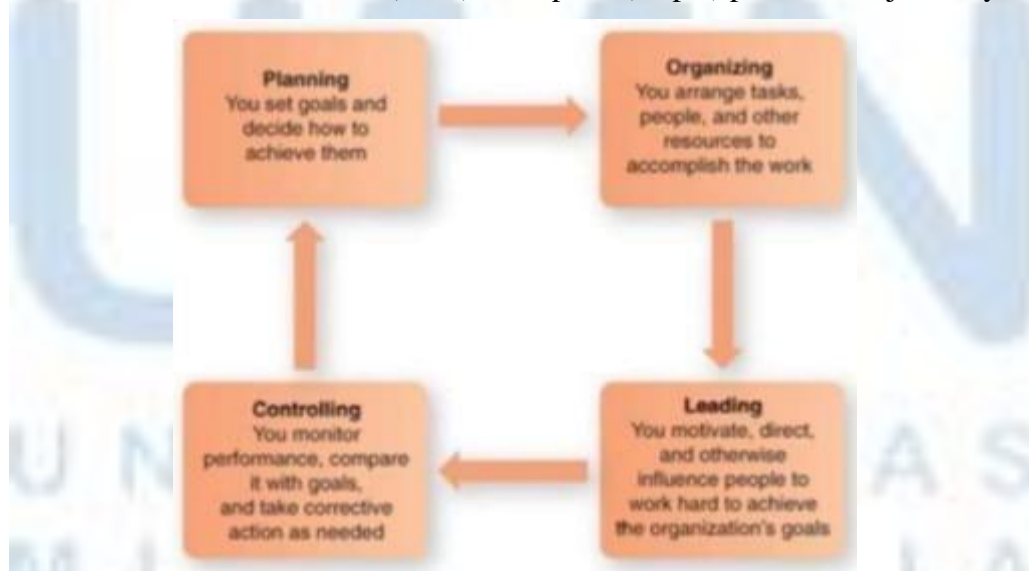 Planning
You set goals and
decide how to
achieve them
Organizing
You arrange tasks,
people, and other
resources to
accomplish the work
Controlling
You monitor
performance, compare
it with goals,
and take corrective
action as needed
Leading
You motivate, direct,
and otherwise
influence people to
work hard to achieve
the organization's goals
U N A S